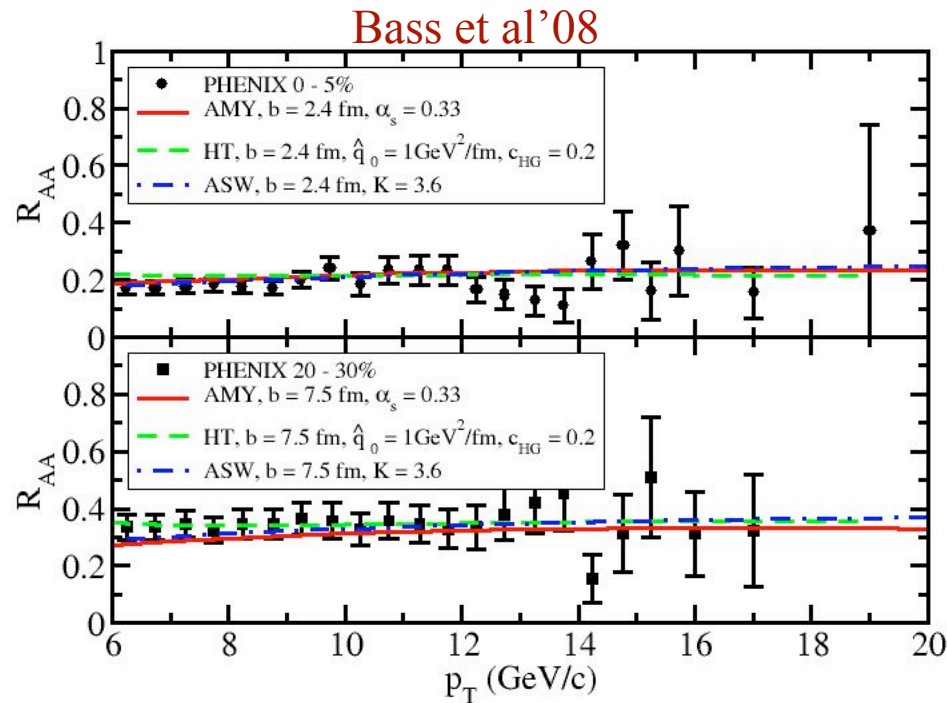 Bass et al’08
1
0.8
0.6
0.4
0.2
0
R_AA
PHENIX 0 - 5%
AMY, b = 2.4 fm, α_s = 0.33
HT, b = 2.4 fm, q̂_0 = 1GeV²/fm, c_HG = 0.2
ASW, b = 2.4 fm, K = 3.6
0.8
0.6
0.4
0.2
0
R_AA
PHENIX 20 - 30%
AMY, b = 7.5 fm, α_s = 0.33
HT, b = 7.5 fm, q̂_0 = 1GeV²/fm, c_HG = 0.2
ASW, b = 7.5 fm, K = 3.6
6 8 10 12 14 16 18 20
p_T (GeV/c)